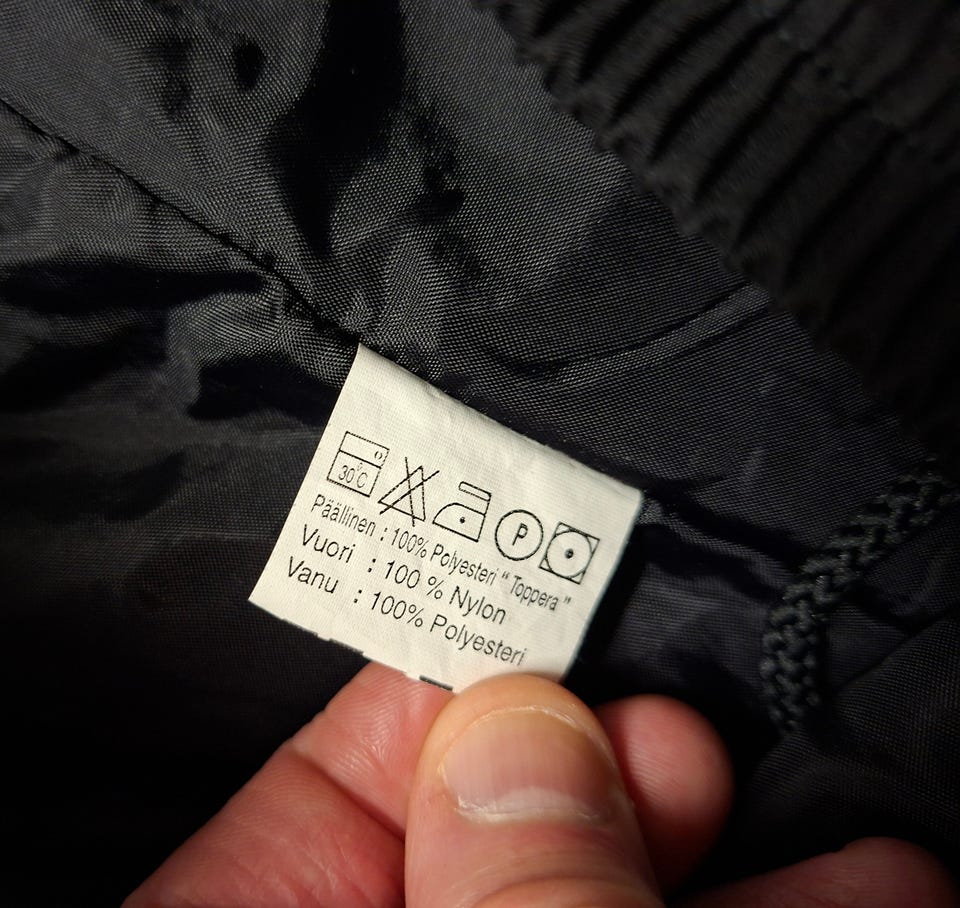 30°C P
Päällinen : 100% Polyesteri " Toppera "
Vuori : 100 % Nylon
Vanu : 100% Polyesteri